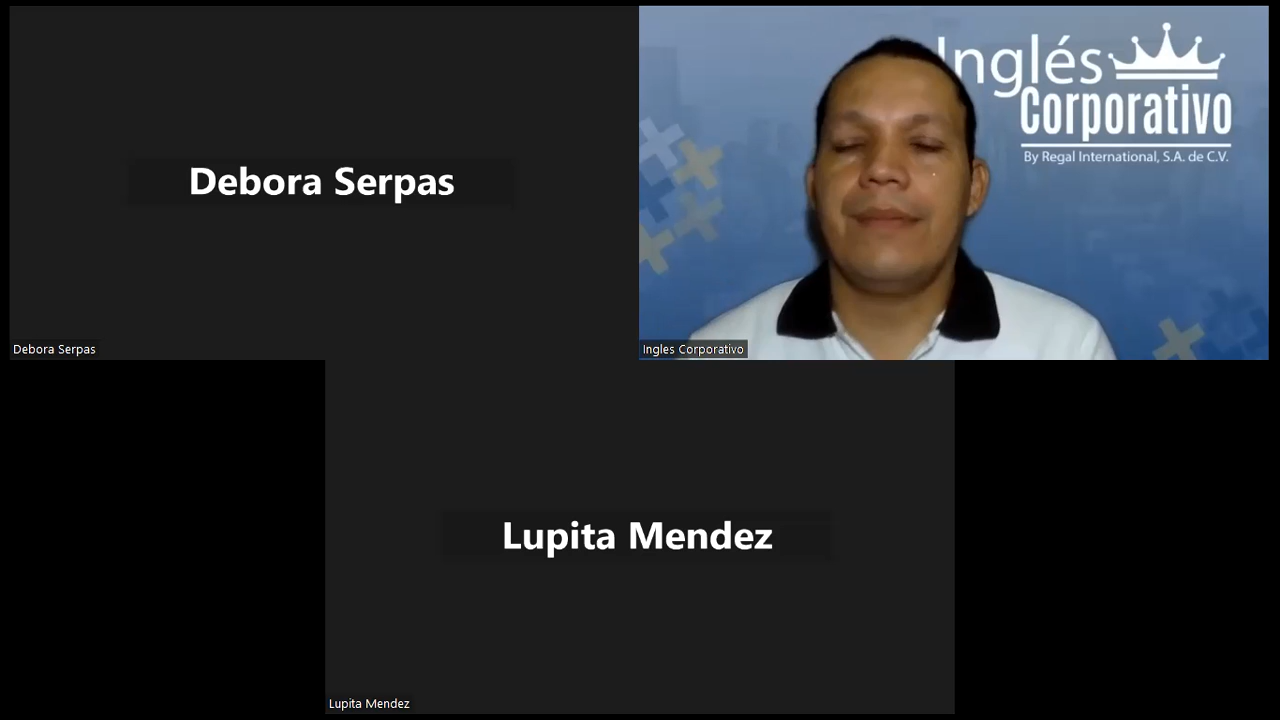 Debora Serpas
Debora Serpas
Inglés
Corporativo
By Regal International, S.A. de C.V.
Ingles Corporativo
Lupita Mendez
Lupita Mendez